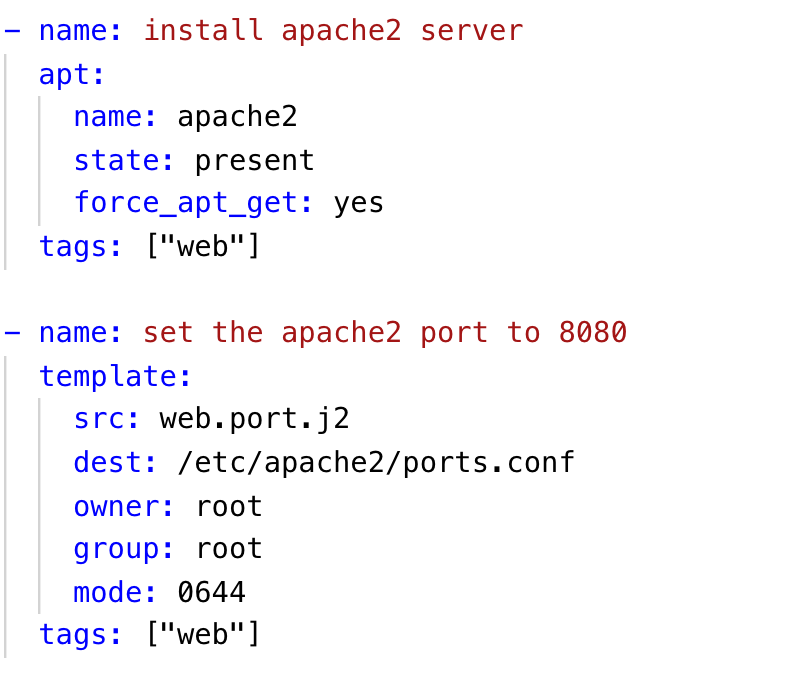 - name: install apache2 server
  apt:
    name: apache2
    state: present
    force_apt_get: yes
  tags: ["web"]

- name: set the apache2 port to 8080
  template:
    src: web.port.j2
    dest: /etc/apache2/ports.conf
    owner: root
    group: root
    mode: 0644
  tags: ["web"]